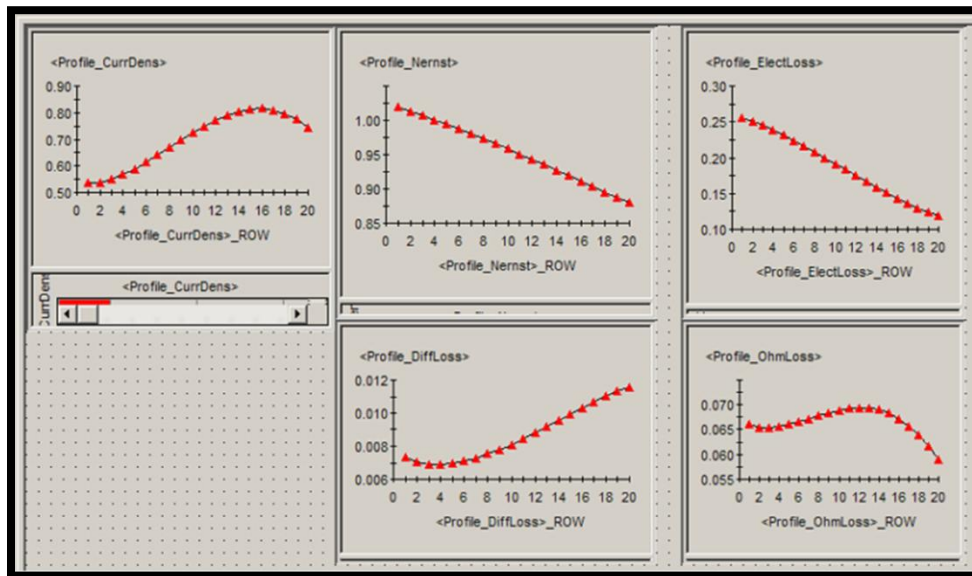 <Profile_CurrDens>
0.90
0.80
0.70
0.60
0.50
0 2 4 6 8 10 12 14 16 18 20
<Profile_CurrDens>_ROW
<Profile_Nernst>
1.00
0.95
0.90
0.85
0 2 4 6 8 10 12 14 16 18 20
<Profile_Nernst>_ROW
<Profile_ElectLoss>
0.30
0.25
0.20
0.15
0.10
0 2 4 6 8 10 12 14 16 18 20
<Profile_ElectLoss>_ROW
<Profile_CurrDens>
CurrDens
<Profile_DiffLoss>
0.012
0.010
0.008
0.006
0 2 4 6 8 10 12 14 16 18 20
<Profile_DiffLoss>_ROW
<Profile_OhmLoss>
0.070
0.065
0.060
0.055
0 2 4 6 8 10 12 14 16 18 20
<Profile_OhmLoss>_ROW